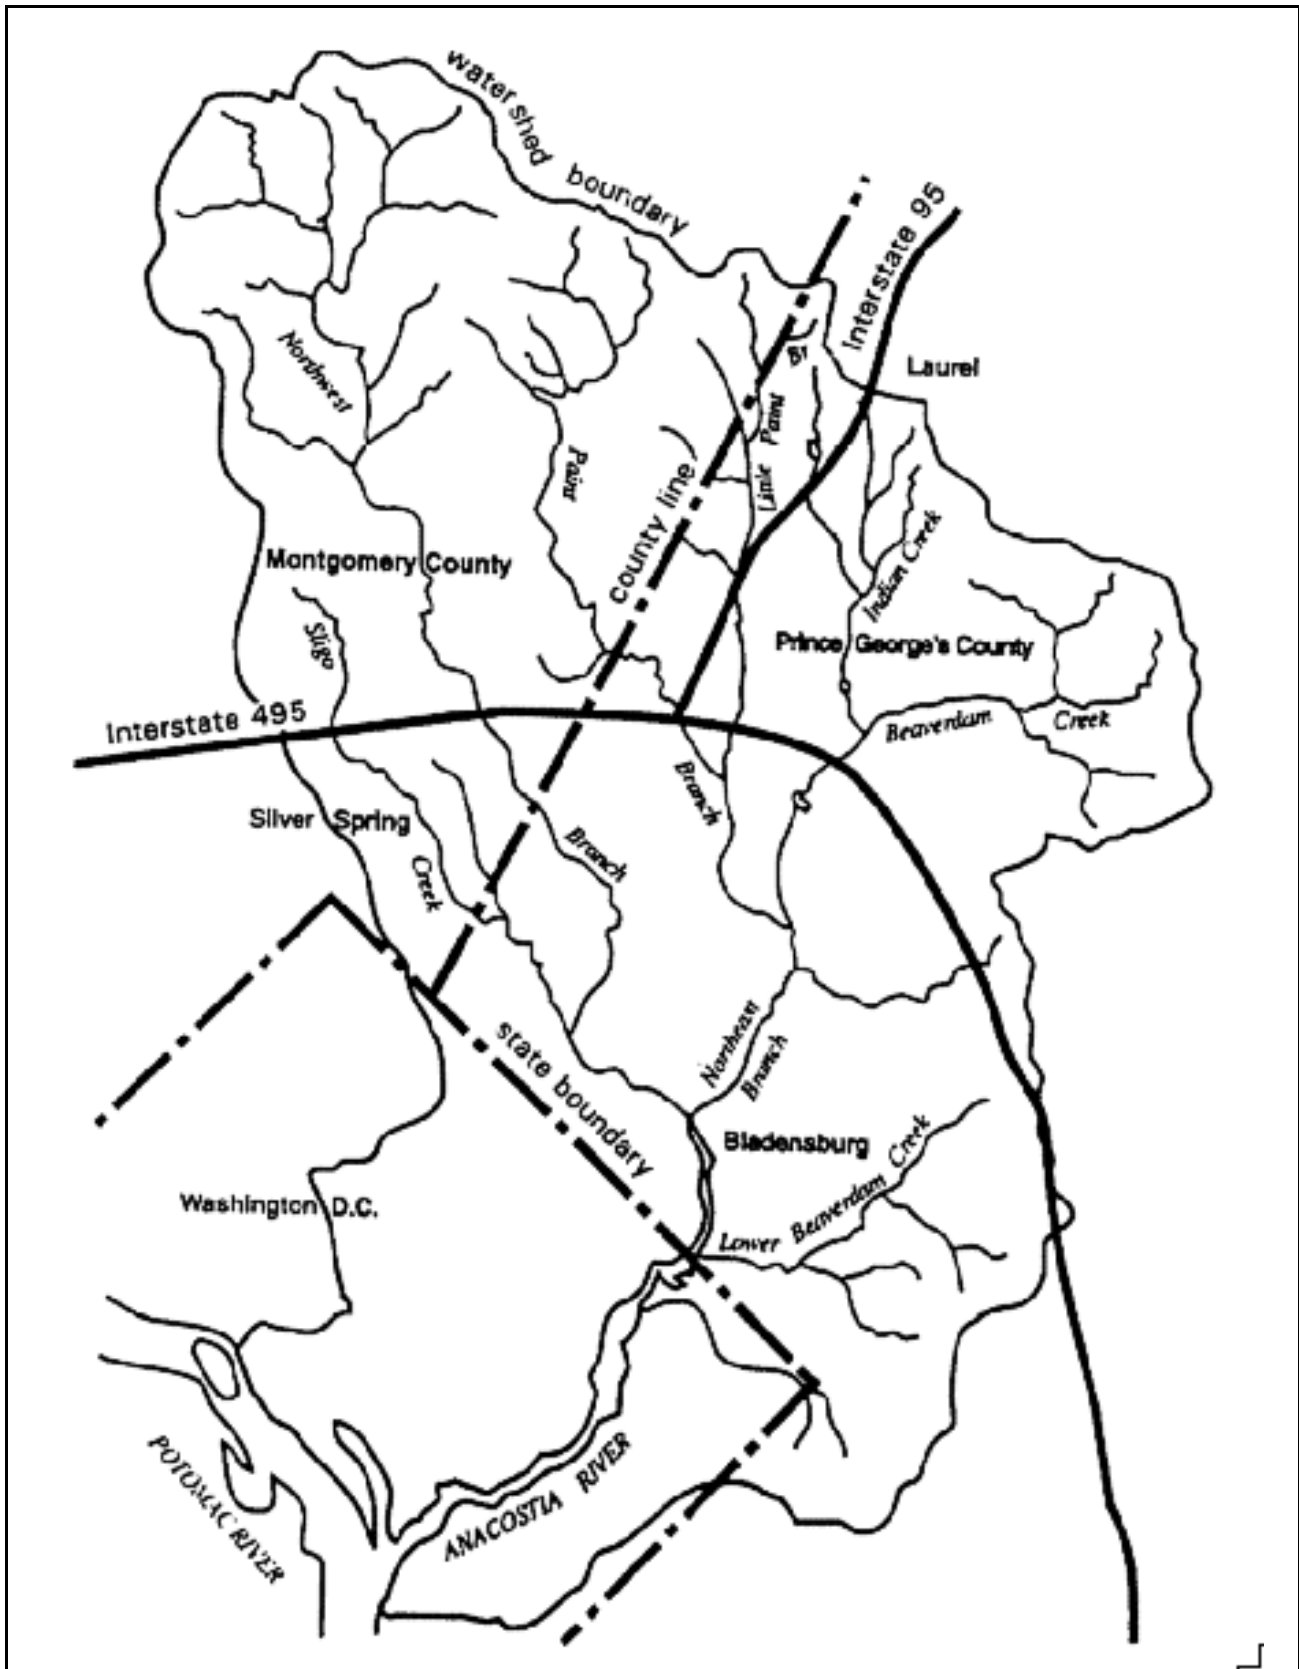 watershed boundary
Interstate 95
Laurel
Br
Paint
Little
Northwest
Paint
county line
Indian Creek
Montgomery County
Sligo
Prince George's County
Interstate 495
Beaverdam Creek
Branch
Silver Spring
Creek
Branch
Northeast
Branch
state boundary
Bladensburg
Lower Beaverdam Creek
Washington D.C.
POTOMAC RIVER
ANACOSTIA RIVER